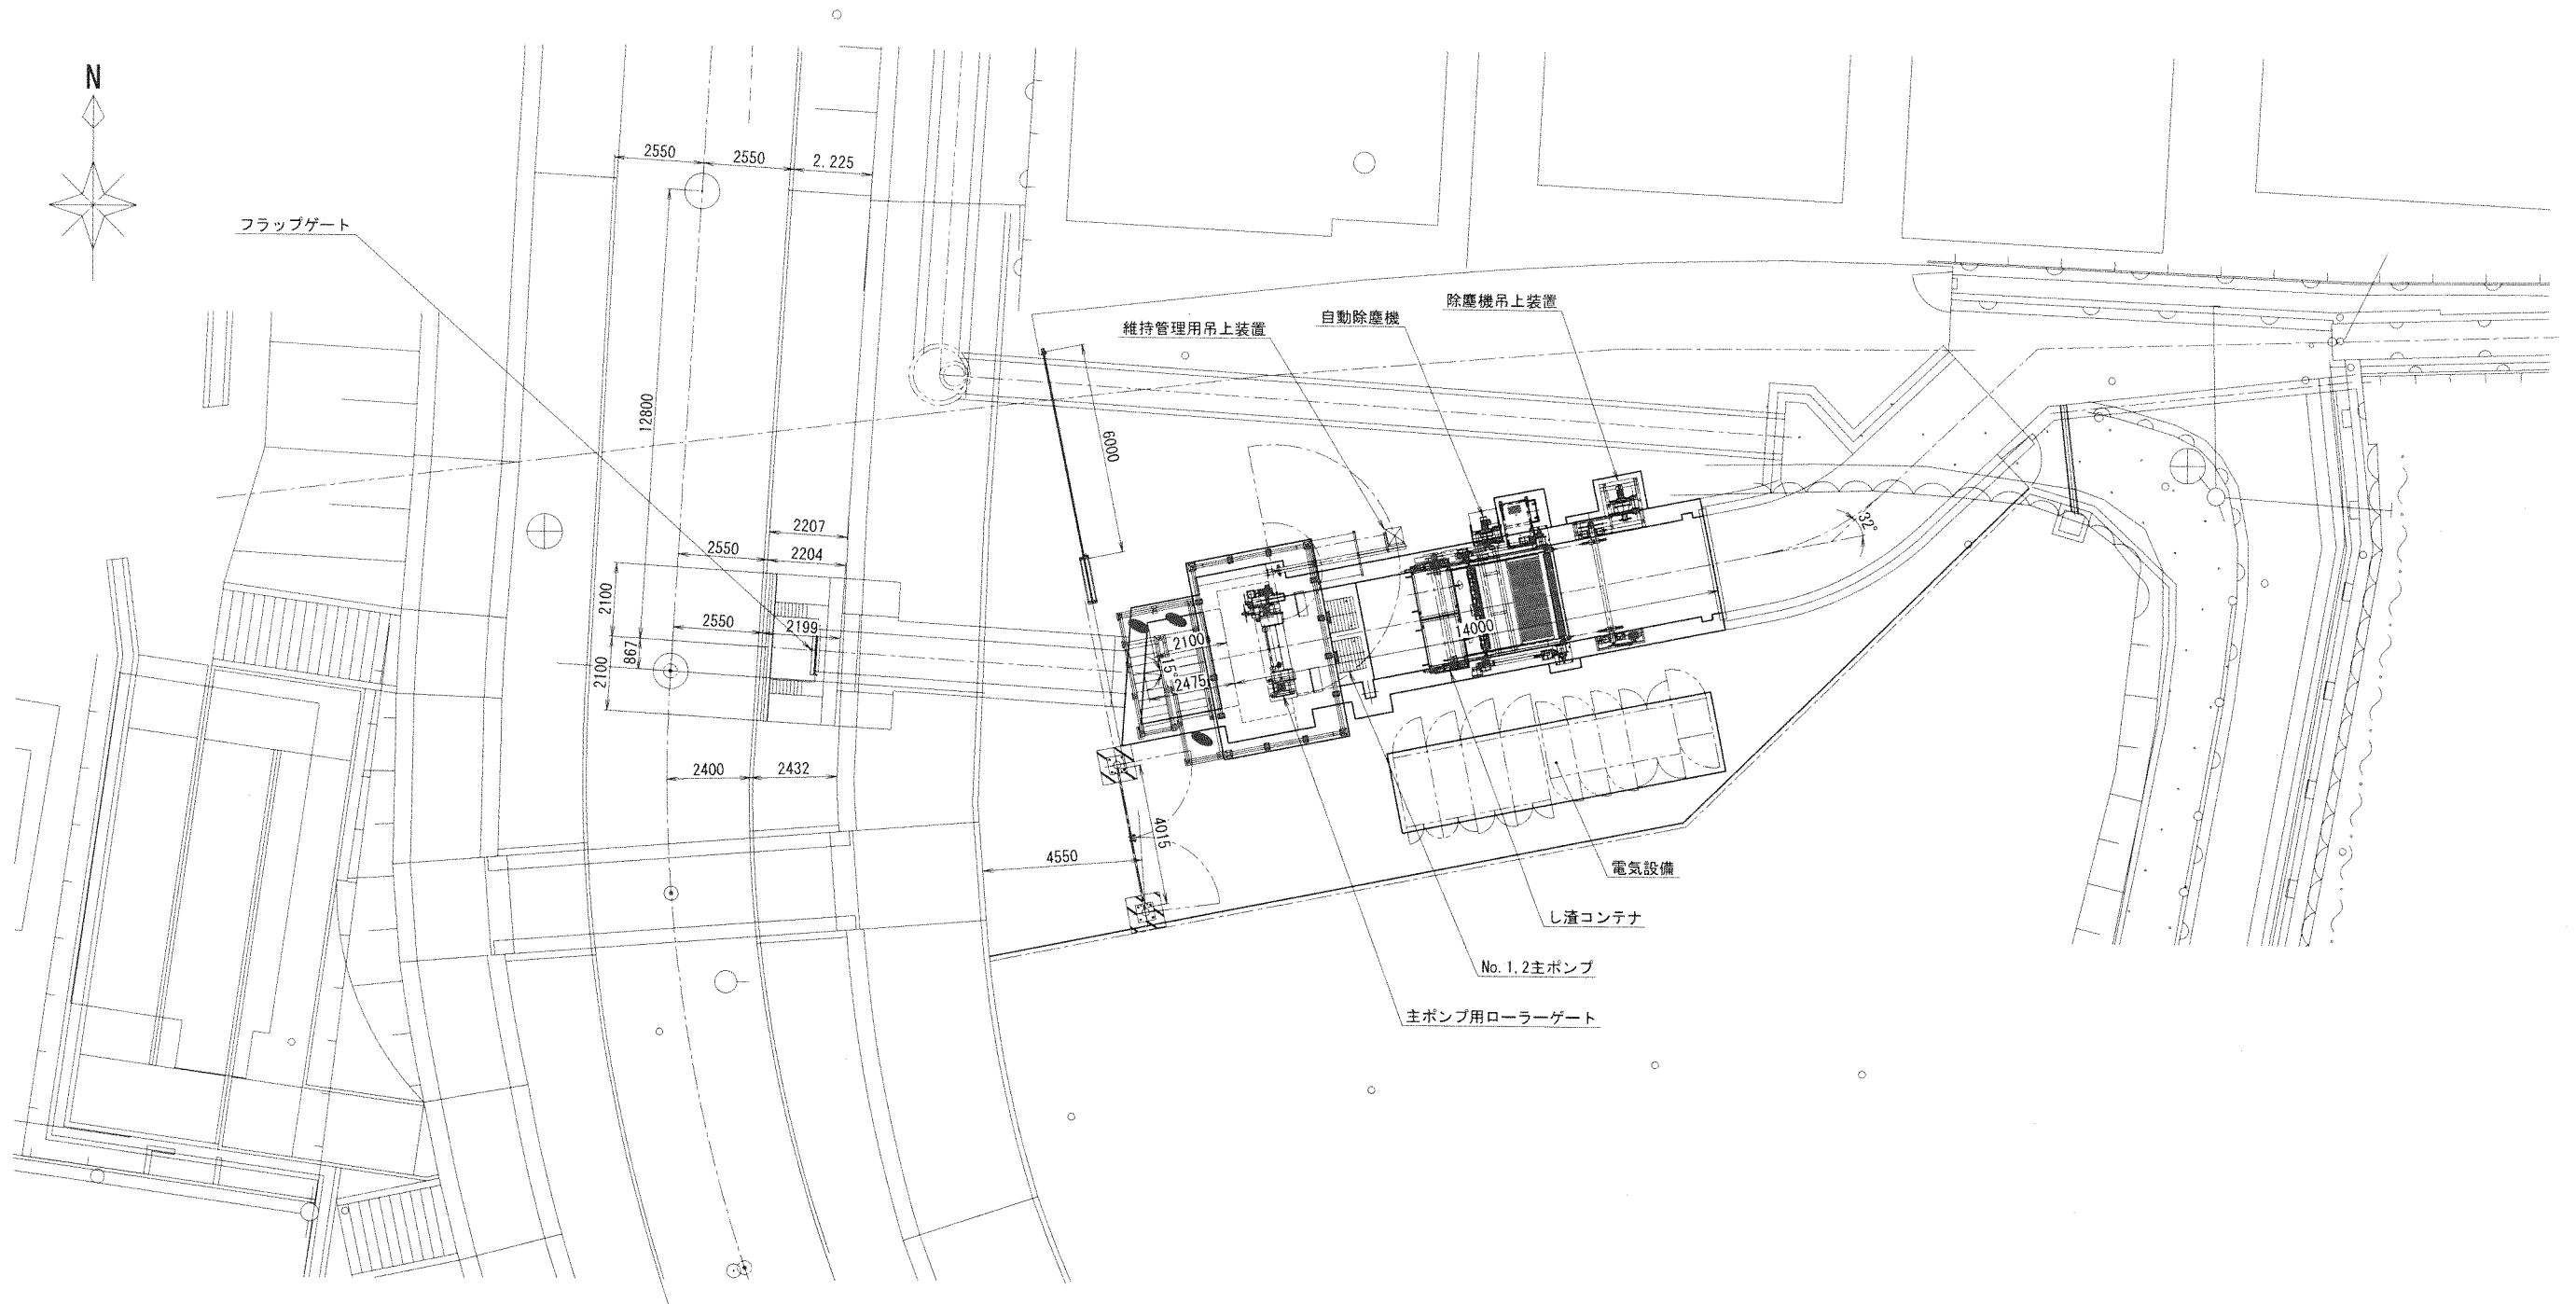 N
2550
2550
2.225
フラップゲート
除塵機吊上装置
自動除塵機
維持管理用吊上装置
12800
6000
2207
32°
2550
2204
2100
2550
2199
2100
14000
867
15°
2100
2475
2400
2432
4015
4550
電気設備
し渣コンテナ
No.1,2主ポンプ
主ポンプ用ローラーゲート